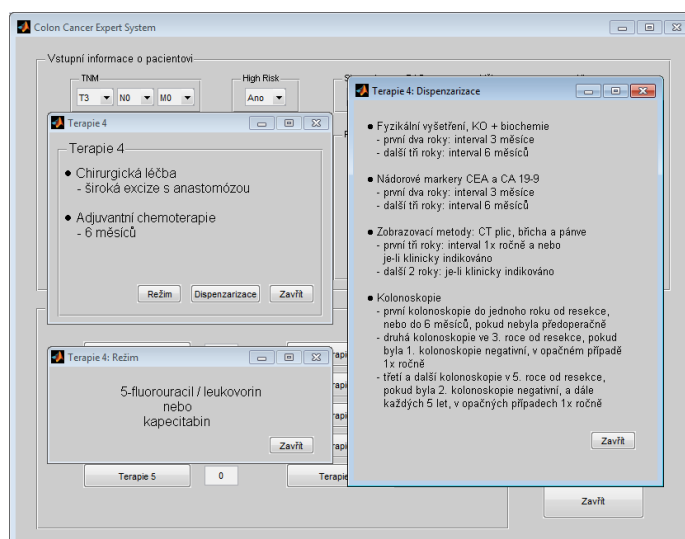 Colon Cancer Expert System
Vstupní informace o pacientovi
TNM
High Risk
T3
N0
M0
Ano
Terapie 4
Terapie 4
• Chirurgická léčba
- široká excize s anastomózou
• Adjuvantní chemoterapie
- 6 měsíců
Režim
Dispenzarizace
Zavřít
Terapie 4: Režim
5-fluorouracil / leukovorin
nebo
kapecitabin
Zavřít
Terapie 5
0
Terapie 4: Dispenzarizace
• Fyzikální vyšetření, KO + biochemie
- první dva roky: interval 3 měsíce
- další tři roky: interval 6 měsíců
• Nádorové markery CEA a CA 19-9
- první dva roky: interval 3 měsíce
- další tři roky: interval 6 měsíců
• Zobrazovací metody: CT plic, břicha a pánve
- první tři roky: interval 1x ročně a nebo
je-li klinicky indikováno
- další 2 roky: je-li klinicky indikováno
• Kolonoskopie
- první kolonoskopie do jednoho roku od resekce,
nebo do 6 měsíců, pokud nebyla předoperačně
- druhá kolonoskopie ve 3. roce od resekce, pokud
byla 1. kolonoskopie negativní, v opačném případě
1x ročně
- třetí a další kolonoskopie v 5. roce od resekce,
pokud byla 2. kolonoskopie negativní, a dále
každých 5 let, v opačných případech 1x ročně
Zavřít
Zavřít